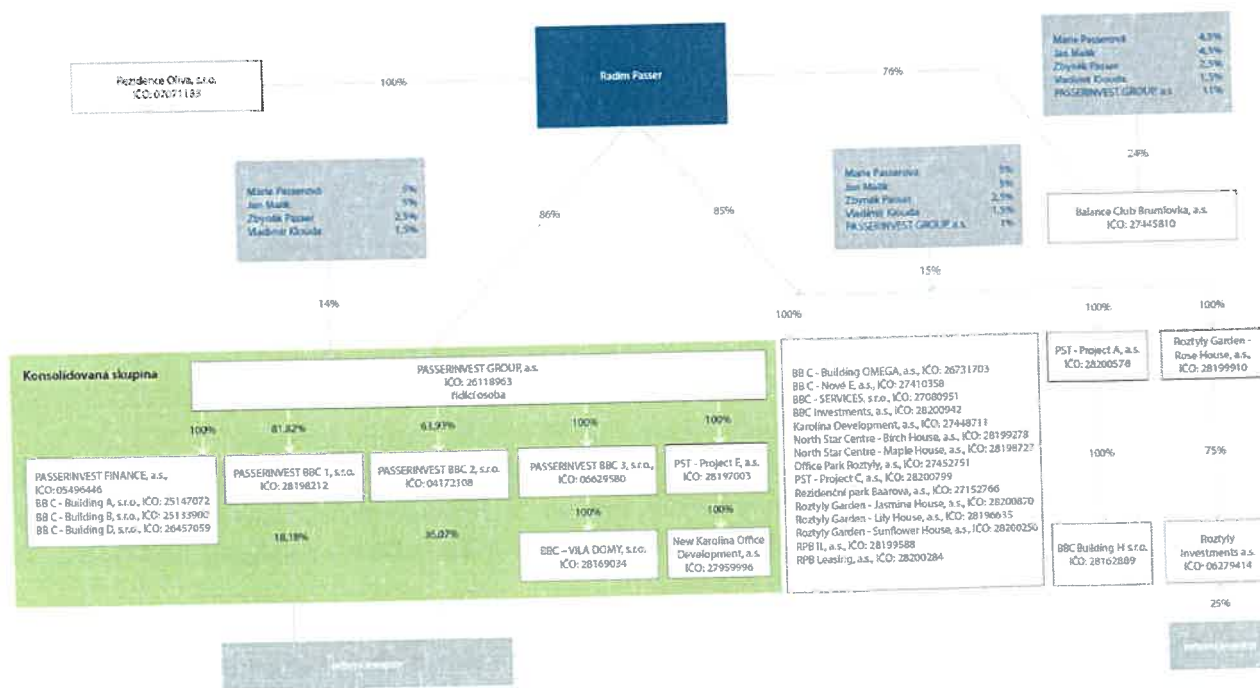 Radim Passer
Rezidence Oliva, s.r.o.
100%
76%
Marie Passerová 4,5%
Jan Malík 4,5%
Zbyněk Passer 2,5%
Vladimír Klouda 1,5%
PASSERINVEST GROUP, a.s. 11%
24%
Balance Club Brumlovka, a.s.
IČO: 27445810
Marie Passerová 5%
Jan Malík 5%
Zbyněk Passer 2,5%
Vladimír Klouda 1,5%
14%
86%
85%
Marie Passerová 5%
Jan Malík 5%
Zbyněk Passer 2,5%
Vladimír Klouda 1,5%
PASSERINVEST GROUP, a.s. 1%
15%
100%
100%
100%
Konsolidovaná skupina
PASSERINVEST GROUP, a.s.
IČO: 26118963
řídící osoba
100%
81,82%
63,93%
100%
100%
PASSERINVEST FINANCE, a.s.,
IČO: 05496446
BB C - Building A, s.r.o., IČO: 25147072
BB C - Building B, s.r.o., IČO: 25133900
BB C - Building D, s.r.o., IČO: 26457059
PASSERINVEST BBC 1, s.r.o.
IČO: 28198212
18,18%
PASSERINVEST BBC 2, s.r.o.
IČO: 04172108
36,07%
PASSERINVEST BBC 3, s.r.o.,
IČO: 06629580
100%
BBC – VILA DOMY, s.r.o.
IČO: 28169034
PST - Project E, a.s.
IČO: 28197003
100%
New Karolina Office
Development, a.s.
IČO: 27959996
BB C - Building OMEGA, a.s., IČO: 26731703
BB C - Nové E, a.s., IČO: 27410358
BBC - SERVICES, s.r.o., IČO: 27080951
BBC Investments, a.s., IČO: 28200942
Karolina Development, a.s., IČO: 27448711
North Star Centre - Birch House, a.s., IČO: 28199278
North Star Centre - Maple House, a.s., IČO: 28198727
Office Park Roztyly, a.s., IČO: 27452751
PST - Project C, a.s., IČO: 28200799
Rezidenční park Baarova, a.s., IČO: 27152766
Roztyly Garden - Jasmine House, a.s., IČO: 28200870
Roztyly Garden - Lily House, a.s., IČO: 28196635
Roztyly Garden - Sunflower House, a.s., IČO: 28200250
RPB II., a.s., IČO: 28199588
RPB Leasing, a.s., IČO: 28200284
PST - Project A, a.s.
IČO: 28200578
100%
BBC Building H s.r.o.
IČO: 28162889
Roztyly Garden -
Rose House, a.s.
IČO: 28199910
75%
Roztyly
Investments a.s.
IČO: 06279414
25%